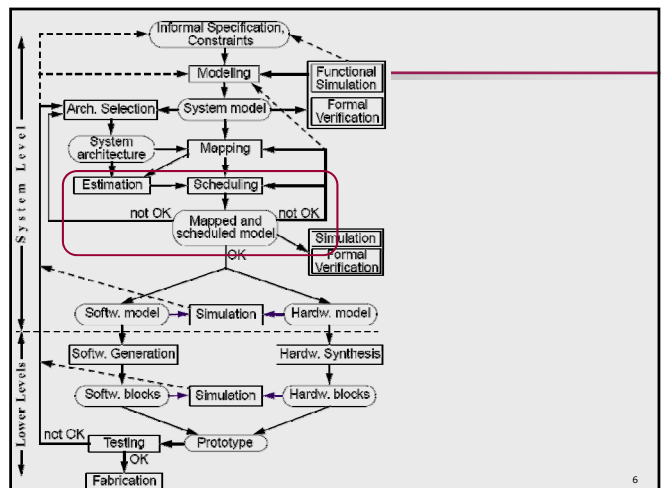 Informal Specification,
Constraints
Modeling
Functional
Simulation
Arch. Selection
System model
Formal
Verification
System
architecture
Mapping
Estimation
Scheduling
not OK
not OK
Mapped and
scheduled model
Simulation
OK
Formal
Verification
Softw. model
Simulation
Hardw. model
Softw. Generation
Hardw. Synthesis
Softw. blocks
Simulation
Hardw. blocks
not OK
Testing
Prototype
OK
Fabrication
System Level
Lower Levels
6